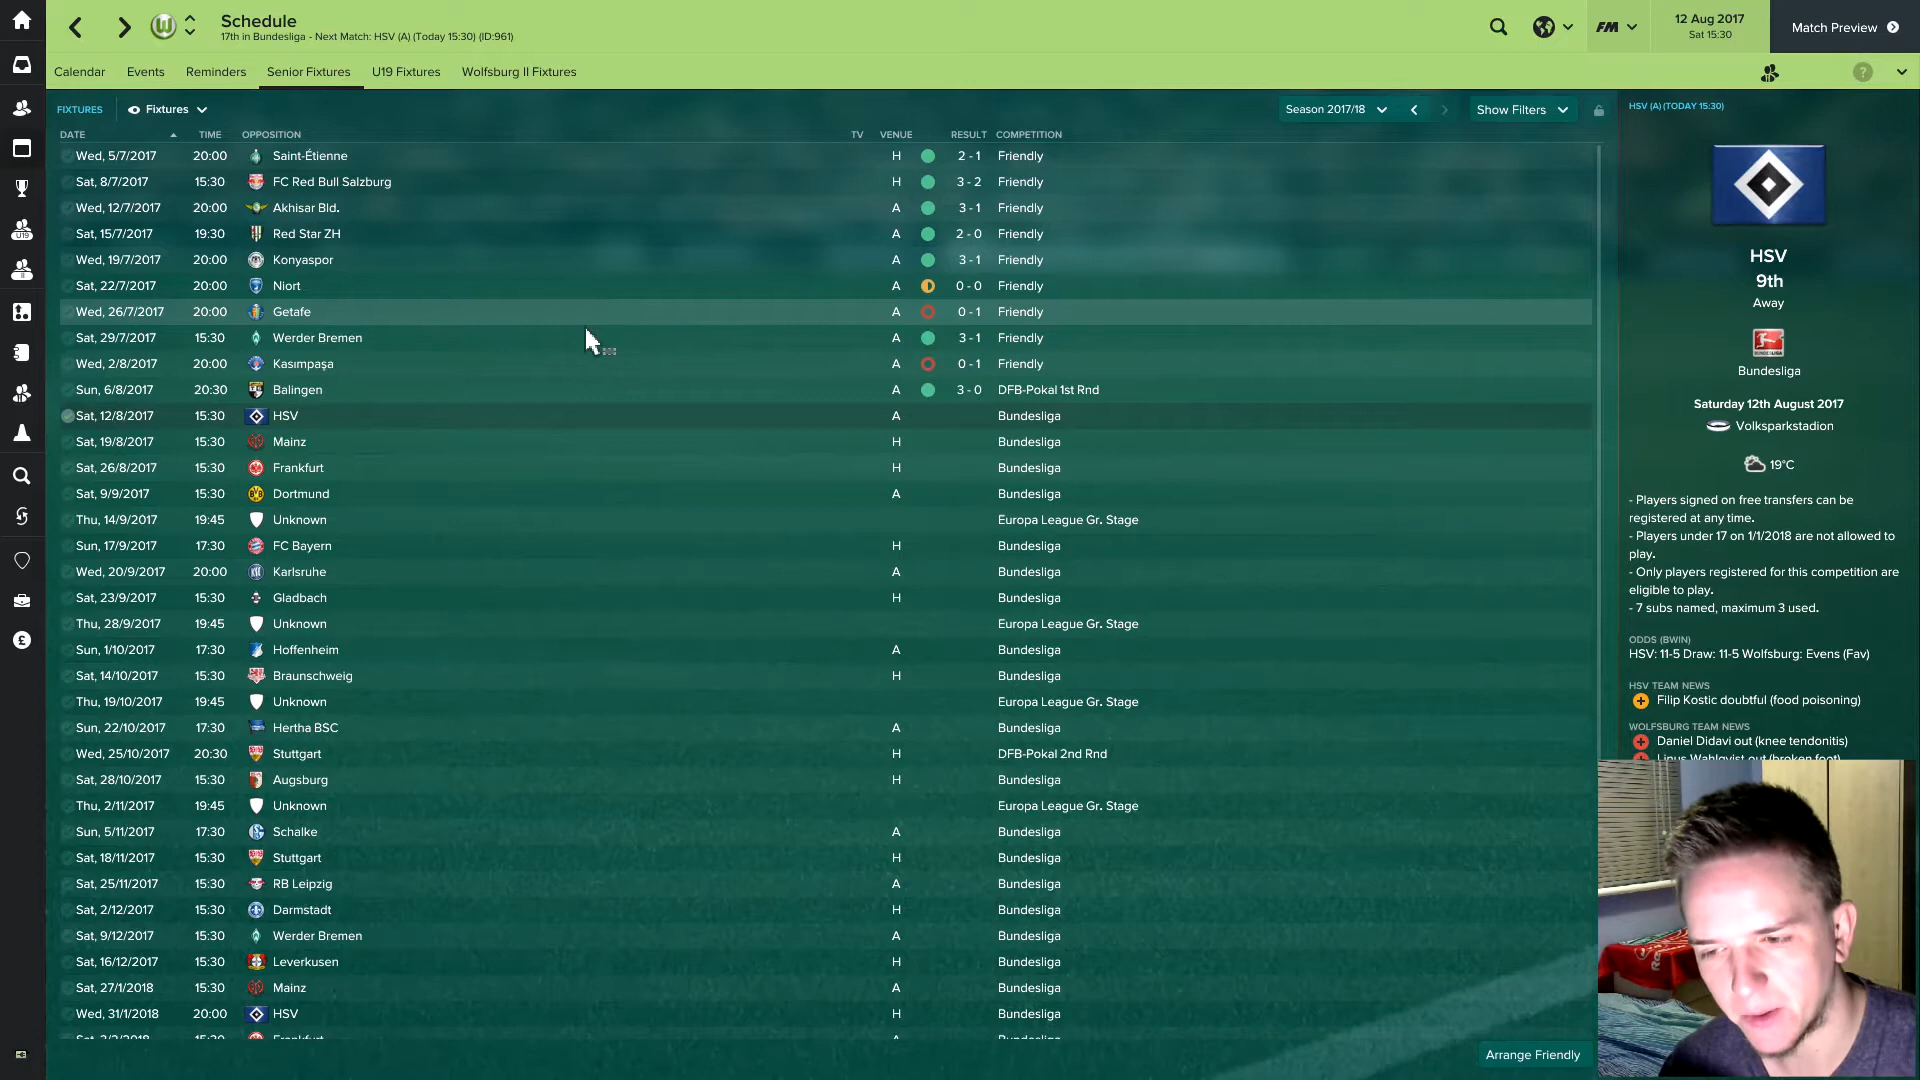 Schedule
17th in Bundesliga - Next Match: HSV (A) (Today 15:30) (ID:961)
FM
12 Aug 2017
Sat 15:30
Match Preview
Calendar Events Reminders Senior Fixtures U19 Fixtures Wolfsburg II Fixtures
FIXTURES Fixtures Season 2017/18 Show Filters
DATE TIME OPPOSITION TV VENUE RESULT COMPETITION
Wed, 5/7/2017 20:00 Saint-Étienne H 2 - 1 Friendly
Sat, 8/7/2017 15:30 FC Red Bull Salzburg H 3 - 2 Friendly
Wed, 12/7/2017 20:00 Akhisar Bld. A 3 - 1 Friendly
Sat, 15/7/2017 19:30 Red Star ZH A 2 - 0 Friendly
Wed, 19/7/2017 20:00 Konyaspor A 3 - 1 Friendly
Sat, 22/7/2017 20:00 Niort A 0 - 0 Friendly
Wed, 26/7/2017 20:00 Getafe A 0 - 1 Friendly
Sat, 29/7/2017 15:30 Werder Bremen A 3 - 1 Friendly
Wed, 2/8/2017 20:00 Kasımpaşa A 0 - 1 Friendly
Sun, 6/8/2017 20:30 Balingen A 3 - 0 DFB-Pokal 1st Rnd
Sat, 12/8/2017 15:30 HSV A Bundesliga
Sat, 19/8/2017 15:30 Mainz H Bundesliga
Sat, 26/8/2017 15:30 Frankfurt H Bundesliga
Sat, 9/9/2017 15:30 Dortmund A Bundesliga
Thu, 14/9/2017 19:45 Unknown Europa League Gr. Stage
Sun, 17/9/2017 17:30 FC Bayern H Bundesliga
Wed, 20/9/2017 20:00 Karlsruhe A Bundesliga
Sat, 23/9/2017 15:30 Gladbach H Bundesliga
Thu, 28/9/2017 19:45 Unknown Europa League Gr. Stage
Sun, 1/10/2017 17:30 Hoffenheim A Bundesliga
Sat, 14/10/2017 15:30 Braunschweig H Bundesliga
Thu, 19/10/2017 19:45 Unknown Europa League Gr. Stage
Sun, 22/10/2017 17:30 Hertha BSC A Bundesliga
Wed, 25/10/2017 20:30 Stuttgart H DFB-Pokal 2nd Rnd
Sat, 28/10/2017 15:30 Augsburg H Bundesliga
Thu, 2/11/2017 19:45 Unknown Europa League Gr. Stage
Sun, 5/11/2017 17:30 Schalke A Bundesliga
Sat, 18/11/2017 15:30 Stuttgart H Bundesliga
Sat, 25/11/2017 15:30 RB Leipzig A Bundesliga
Sat, 2/12/2017 15:30 Darmstadt H Bundesliga
Sat, 9/12/2017 15:30 Werder Bremen A Bundesliga
Sat, 16/12/2017 15:30 Leverkusen H Bundesliga
Sat, 27/1/2018 15:30 Mainz A Bundesliga
Wed, 31/1/2018 20:00 HSV H Bundesliga
Sat, 3/2/2018 15:30 Frankfurt A Bundesliga
Arrange Friendly
HSV (A) (TODAY 15:30)
HSV
9th
Away
Bundesliga
Saturday 12th August 2017
Volksparkstadion
19°C
- Players signed on free transfers can be
registered at any time.
- Players under 17 on 1/1/2018 are not allowed to
play.
- Only players registered for this competition are
eligible to play.
- 7 subs named, maximum 3 used.
ODDS (BWIN)
HSV: 11-5 Draw: 11-5 Wolfsburg: Evens (Fav)
HSV TEAM NEWS
Filip Kostic doubtful (food poisoning)
WOLFSBURG TEAM NEWS
Daniel Didavi out (knee tendonitis)
Linus Wahlqvist out (broken foot)